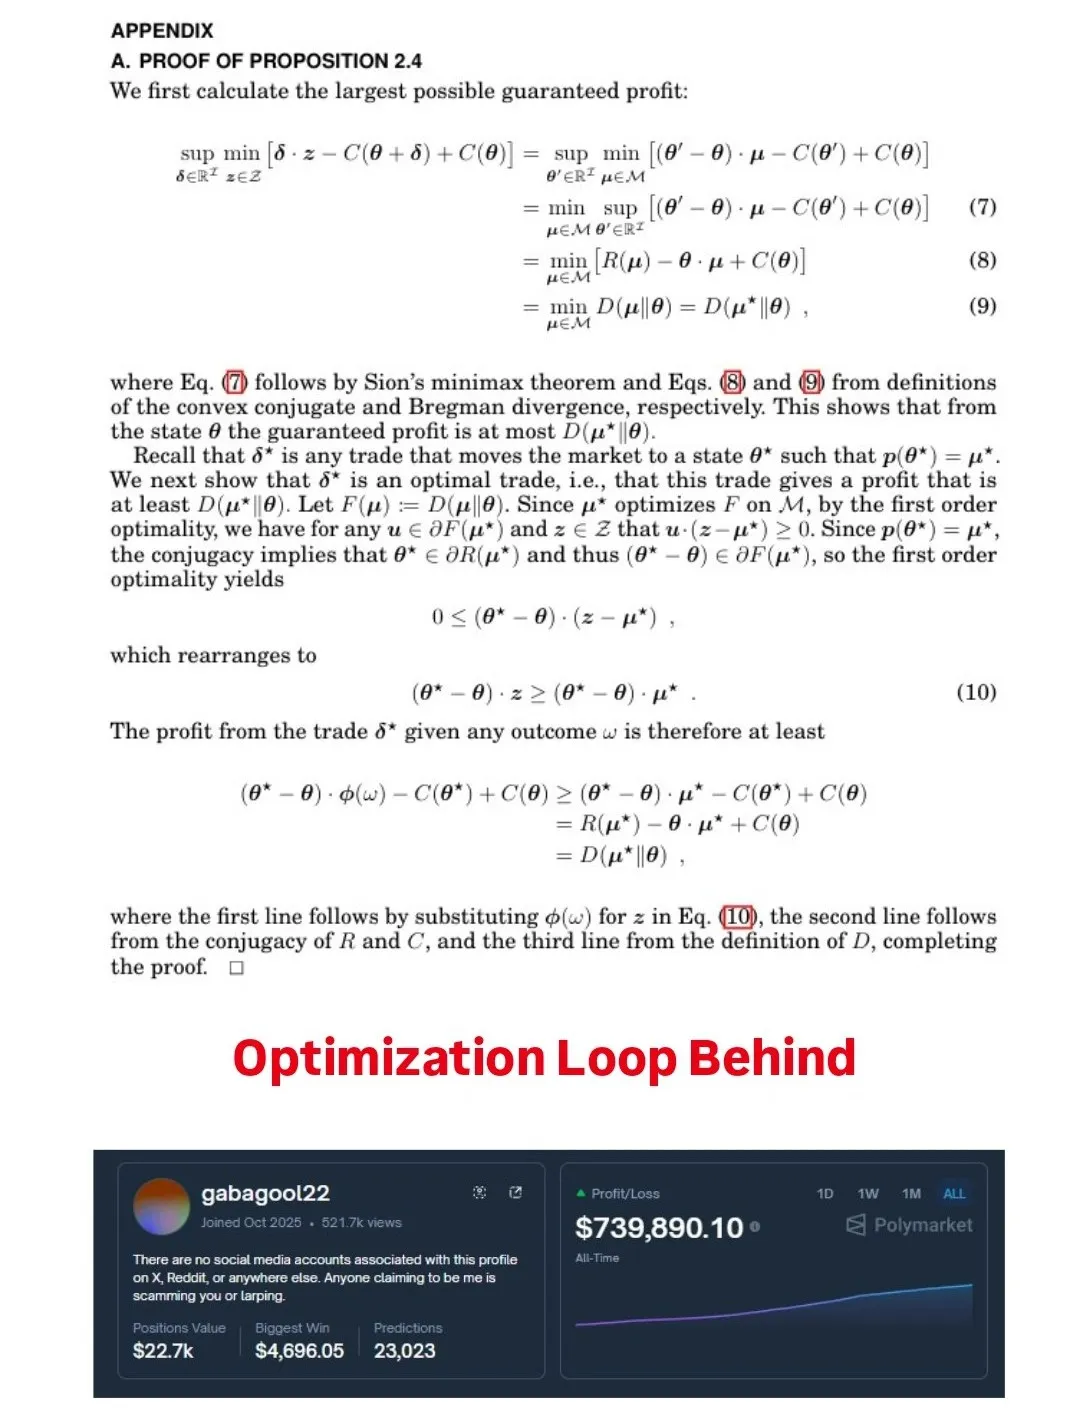 APPENDIX
A. PROOF OF PROPOSITION 2.4
We first calculate the largest possible guaranteed profit:
sup min [δ · z − C(θ + δ) + C(θ)] = sup min [(θ′ − θ) · μ − C(θ′) + C(θ)]
δ∈ℝᴵ z∈𝒵 θ′∈ℝᴵ μ∈ℳ
= min sup [(θ′ − θ) · μ − C(θ′) + C(θ)] (7)
μ∈ℳ θ′∈ℝᴵ
= min [R(μ) − θ · μ + C(θ)] (8)
μ∈ℳ
= min D(μ‖θ) = D(μ⋆‖θ) , (9)
μ∈ℳ
where Eq. (7) follows by Sion's minimax theorem and Eqs. (8) and (9) from definitions
of the convex conjugate and Bregman divergence, respectively. This shows that from
the state θ the guaranteed profit is at most D(μ⋆‖θ).
Recall that δ⋆ is any trade that moves the market to a state θ⋆ such that p(θ⋆) = μ⋆.
We next show that δ⋆ is an optimal trade, i.e., that this trade gives a profit that is
at least D(μ⋆‖θ). Let F(μ) := D(μ‖θ). Since μ⋆ optimizes F on ℳ, by the first order
optimality, we have for any u ∈ ∂F(μ⋆) and z ∈ 𝒵 that u·(z−μ⋆) ≥ 0. Since p(θ⋆) = μ⋆,
the conjugacy implies that θ⋆ ∈ ∂R(μ⋆) and thus (θ⋆ − θ) ∈ ∂F(μ⋆), so the first order
optimality yields
0 ≤ (θ⋆ − θ) · (z − μ⋆) ,
which rearranges to
(θ⋆ − θ) · z ≥ (θ⋆ − θ) · μ⋆ . (10)
The profit from the trade δ⋆ given any outcome ω is therefore at least
(θ⋆ − θ) · ϕ(ω) − C(θ⋆) + C(θ) ≥ (θ⋆ − θ) · μ⋆ − C(θ⋆) + C(θ)
= R(μ⋆) − θ · μ⋆ + C(θ)
= D(μ⋆‖θ) ,
where the first line follows by substituting ϕ(ω) for z in Eq. (10), the second line follows
from the conjugacy of R and C, and the third line from the definition of D, completing
the proof. □
Optimization Loop Behind
gabagool22
Joined Oct 2025 • 521.7k views
There are no social media accounts associated with this profile
on X, Reddit, or anywhere else. Anyone claiming to be me is
scamming you or larping.
Positions Value Biggest Win Predictions
$22.7k $4,696.05 23,023
Profit/Loss 1D 1W 1M ALL
$739,890.10 Polymarket
All-Time